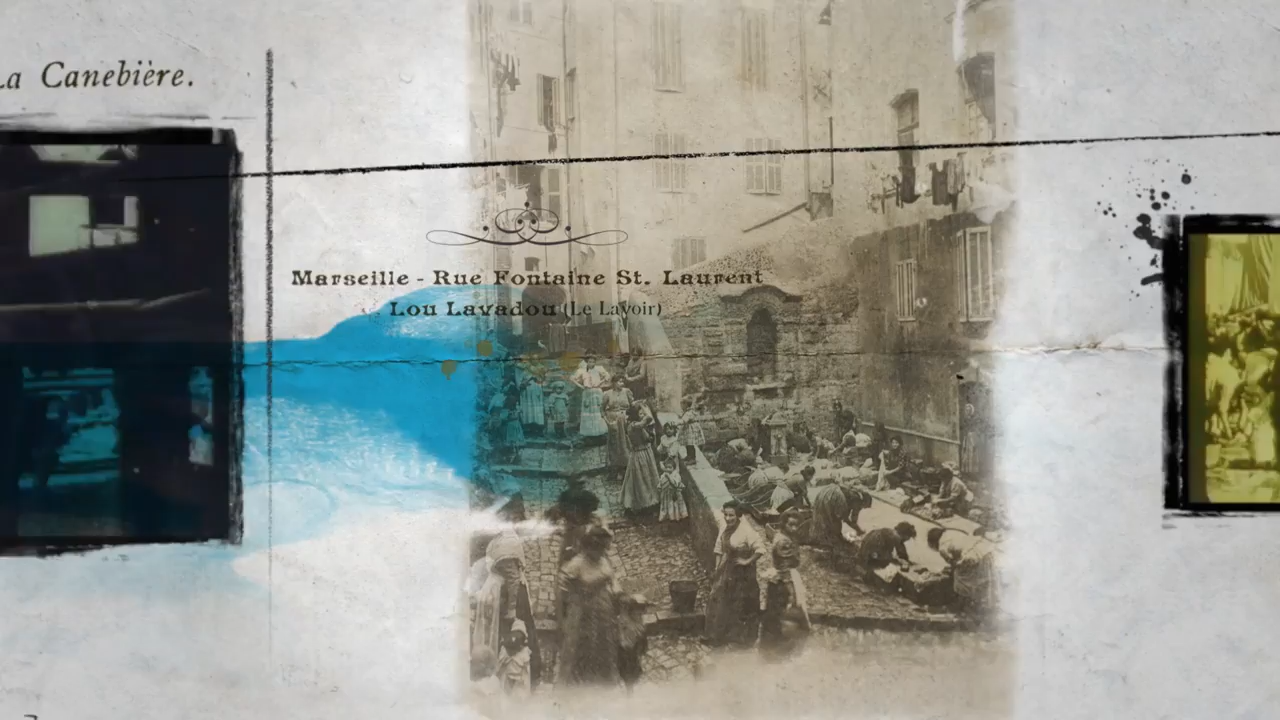 La Canebière.
Marseille - Rue Fontaine St. Laurent
Lou Lavadou (Le Lavoir)